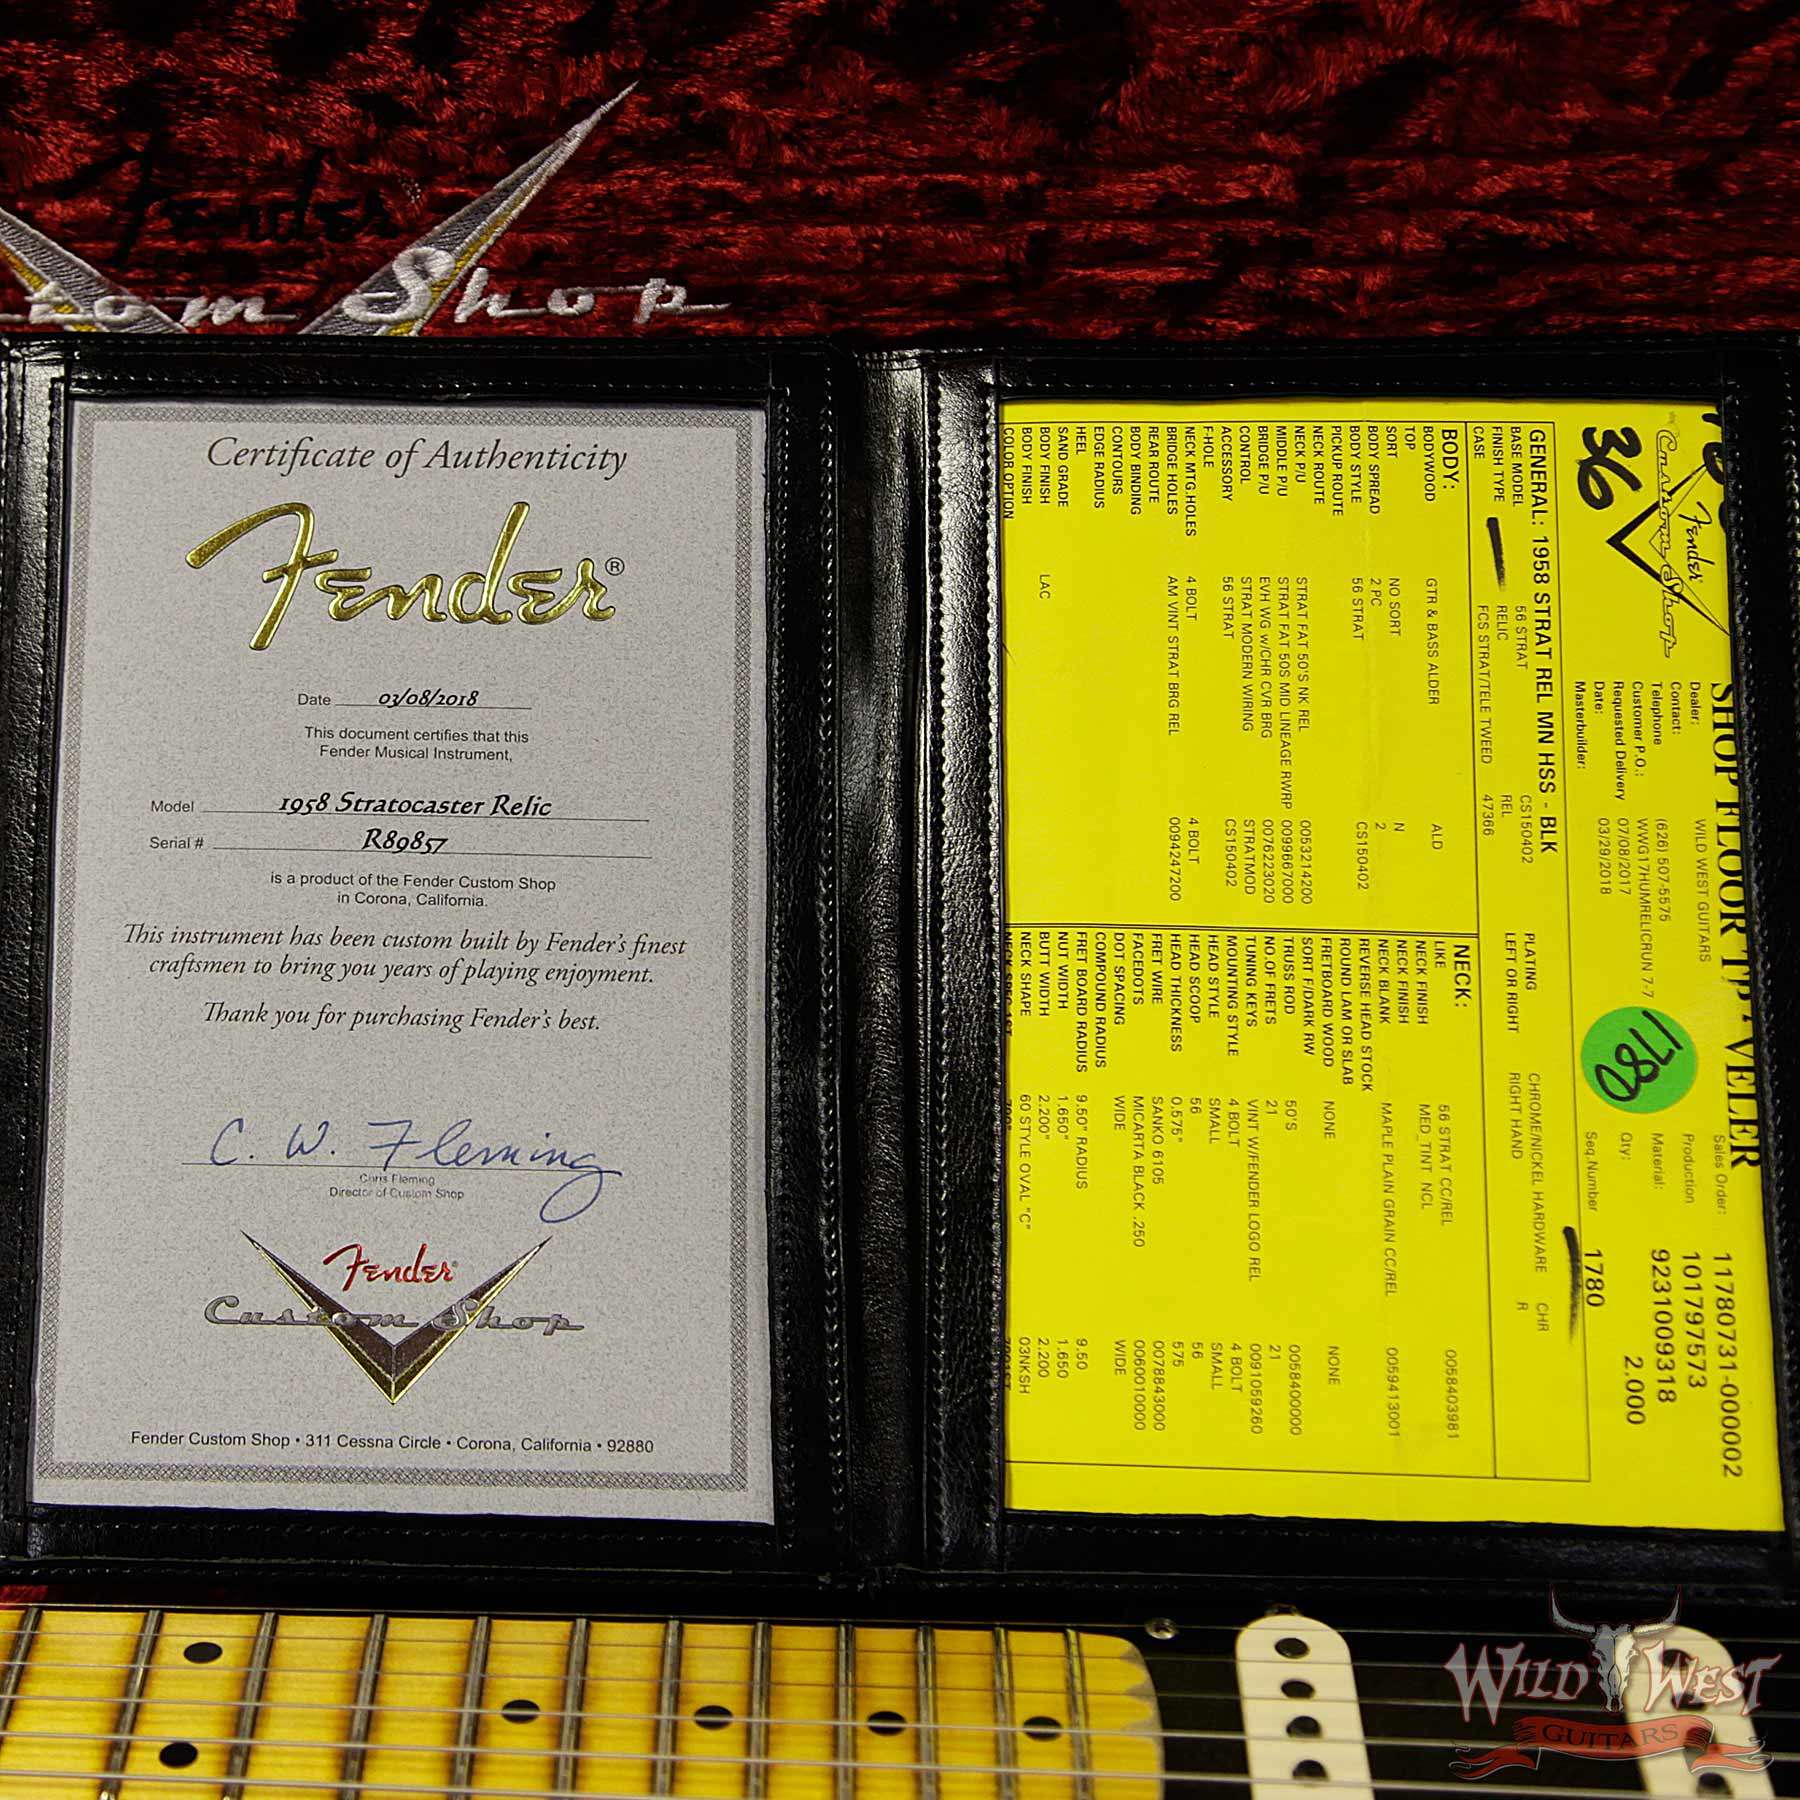 Fender
Custom Shop
Certificate of Authenticity
Fender®
Date 03/08/2018
This document certifies that this
Fender Musical Instrument,
Model 1958 Stratocaster Relic
Serial # R89857
is a product of the Fender Custom Shop
in Corona, California.
This instrument has been custom built by Fender's finest
craftsmen to bring you years of playing enjoyment.
Thank you for purchasing Fender's best.
C. W. Fleming
Chris Fleming
Director of Custom Shop
Fender
Custom Shop
Fender Custom Shop • 311 Cessna Circle • Corona, California • 92880
36
Fender
Custom Shop
SHOP FLOOR TRAVELER
Dealer: WILD WEST GUITARS
Contact:
Telephone (626) 507-5575
Customer P.O.: WWG17HUMRELICRUN 7-7
Requested Delivery 07/08/2017
Date: 03/29/2018
Masterbuilder:
1780
Sales Order: 11780731-000002
Production 101797573
Material: 9231009318
Qty: 2.000
Seq.Number 1780
GENERAL: 1958 STRAT REL MN HSS - BLK
BASE MODEL 56 STRAT CS150402
FINISH TYPE RELIC REL
CASE FCS STRAT/TELE TWEED 47366
PLATING CHROME/NICKEL HARDWARE CHR
LEFT OR RIGHT RIGHT HAND R
BODY:
BODYWOOD GTR & BASS ALDER ALD
TOP
SORT NO SORT N
BODY SPREAD 2 PC 2
BODY STYLE 56 STRAT CS150402
PICKUP ROUTE
NECK ROUTE
NECK P/U STRAT FAT 50'S NK REL 0053214200
MIDDLE P/U STRAT FAT 50S MID LINEAGE RWRP 0099667000
BRIDGE P/U EVH WG w/CHR CVR BRG 0076223020
CONTROL STRAT MODERN WIRING STRATMOD
ACCESSORY 56 STRAT CS150402
F-HOLE
NECK MTG.HOLES 4 BOLT 4 BOLT
BRIDGE HOLES AM VINT STRAT BRG REL 0094247200
REAR ROUTE
BODY BINDING
CONTOURS
EDGE RADIUS
HEEL
SAND GRADE
BODY FINISH LAC
BODY FINISH
COLOR OPTION
NECK:
LIKE 56 STRAT CC/REL 0058403981
NECK FINISH MED_TNT NCL
NECK FINISH
NECK BLANK MAPLE PLAIN GRAIN CC/REL 0059413001
REVERSE HEAD STOCK
ROUND LAM OR SLAB
FRETBOARD WOOD NONE NONE
SORT F/DARK RW
TRUSS ROD 50'S 0058400000
NO.OF FRETS 21 21
TUNING KEYS VINT W/FENDER LOGO REL 0091059260
MOUNTING STYLE 4 BOLT 4 BOLT
HEAD STYLE SMALL SMALL
HEAD SCOOP 56 56
HEAD THICKNESS 0.575" 575
FRET WIRE SANKO 6105 0078843000
FACEDOTS MICARTA BLACK .250 0060010000
DOT SPACING WIDE WIDE
COMPOUND RADIUS
FRET BOARD RADIUS 9.50" RADIUS 9.50
NUT WIDTH 1.650" 1.650
BUTT WIDTH 2.200" 2.200
NECK SHAPE 60 STYLE OVAL "C" 03NKSH
WILD WEST
GUITARS